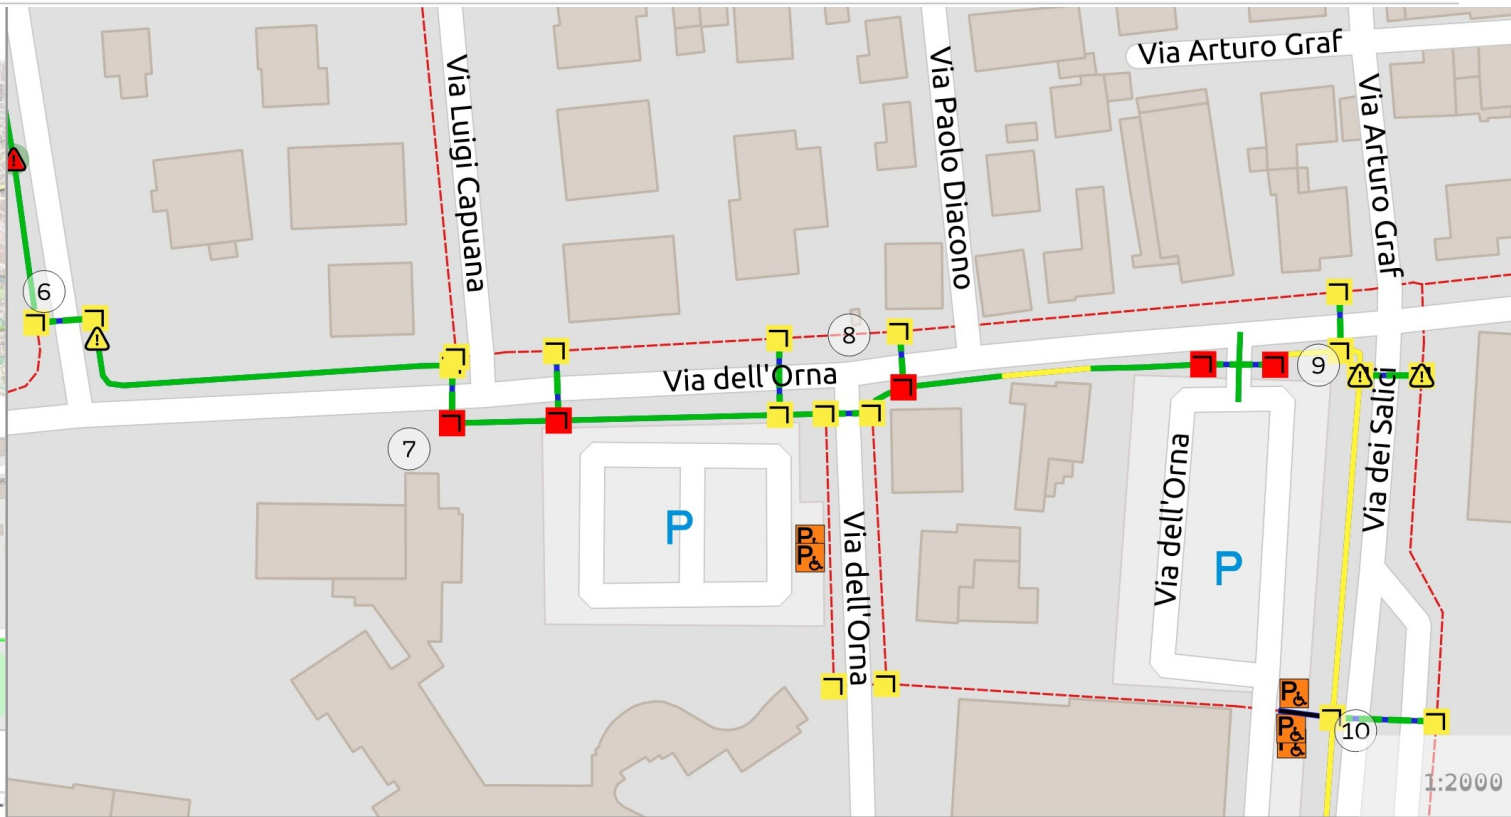 Via Arturo Graf
Via Luigi Capuana
Via Paolo Diacono
Via Arturo Graf
6
8
Via dell'Orna
9
7
Via dei Salici
P
Via dell'Orna
Via dell'Orna
P
P
P
P
P
10
1:2000